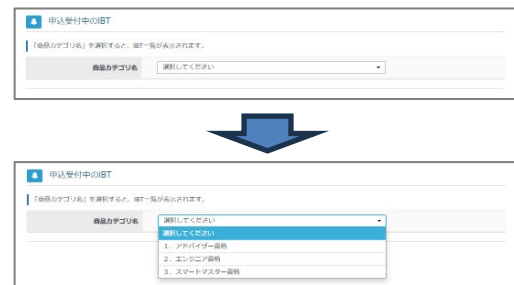 申込受付中のIBT
「商品カテゴリ名」を選択すると、IBT一覧が表示されます。
商品カテゴリ名 選択してください
申込受付中のIBT
「商品カテゴリ名」を選択すると、IBT一覧が表示されます。
商品カテゴリ名 選択してください
選択してください
1. アドバイザー資格
2. エンジニア資格
3. スマートマスター資格